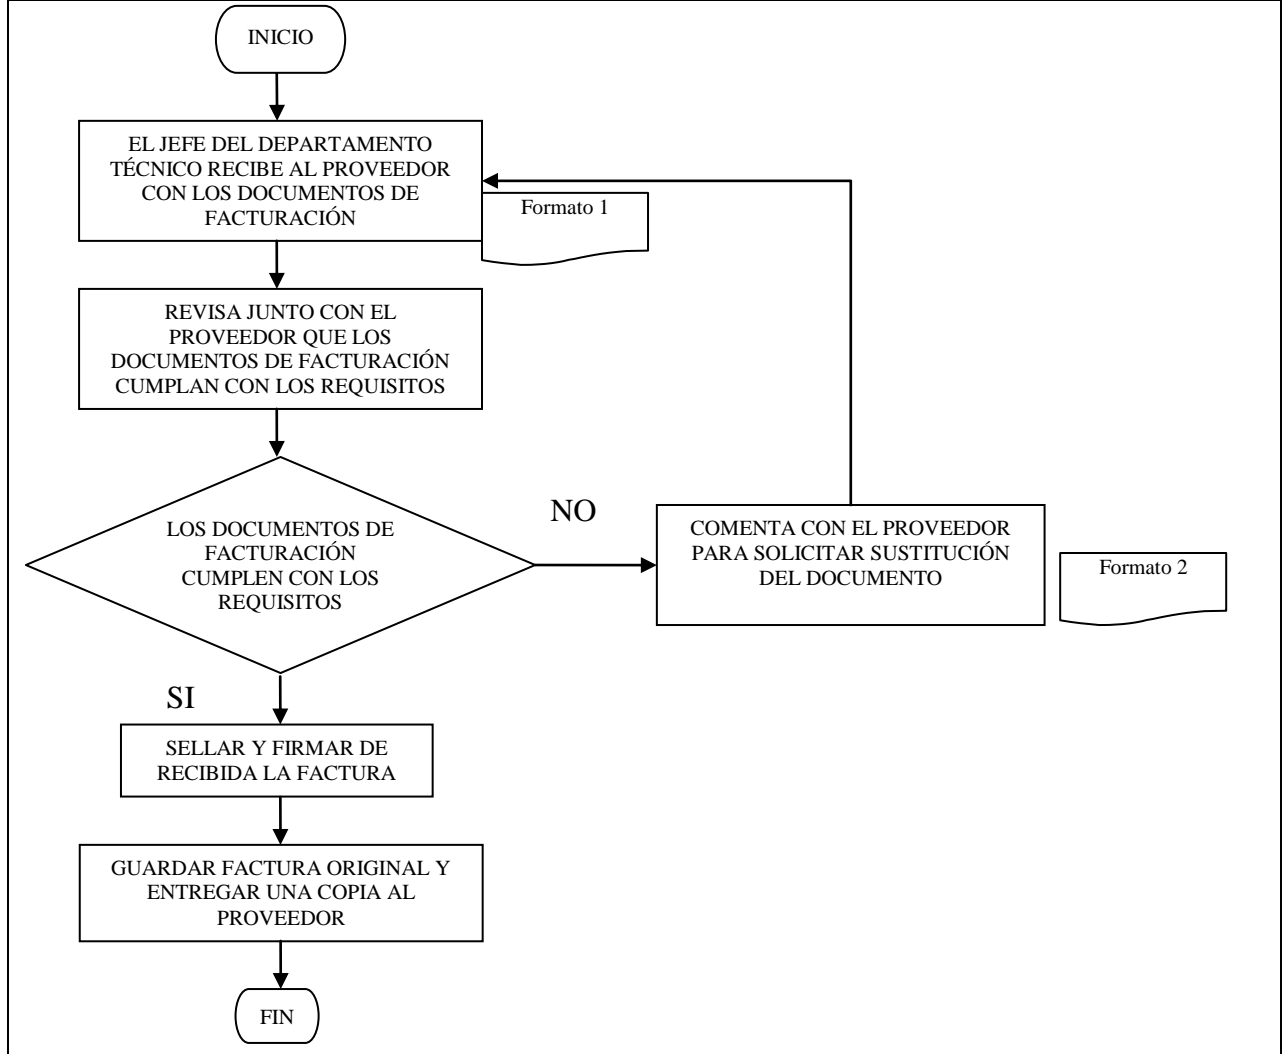 INICIO
EL JEFE DEL DEPARTAMENTO
TÉCNICO RECIBE AL PROVEEDOR
CON LOS DOCUMENTOS DE
FACTURACIÓN
Formato 1
REVISA JUNTO CON EL
PROVEEDOR QUE LOS
DOCUMENTOS DE FACTURACIÓN
CUMPLAN CON LOS REQUISITOS
LOS DOCUMENTOS DE
FACTURACIÓN
CUMPLEN CON LOS
REQUISITOS
NO
COMENTA CON EL PROVEEDOR
PARA SOLICITAR SUSTITUCIÓN
DEL DOCUMENTO
Formato 2
SI
SELLAR Y FIRMAR DE
RECIBIDA LA FACTURA
GUARDAR FACTURA ORIGINAL Y
ENTREGAR UNA COPIA AL
PROVEEDOR
FIN